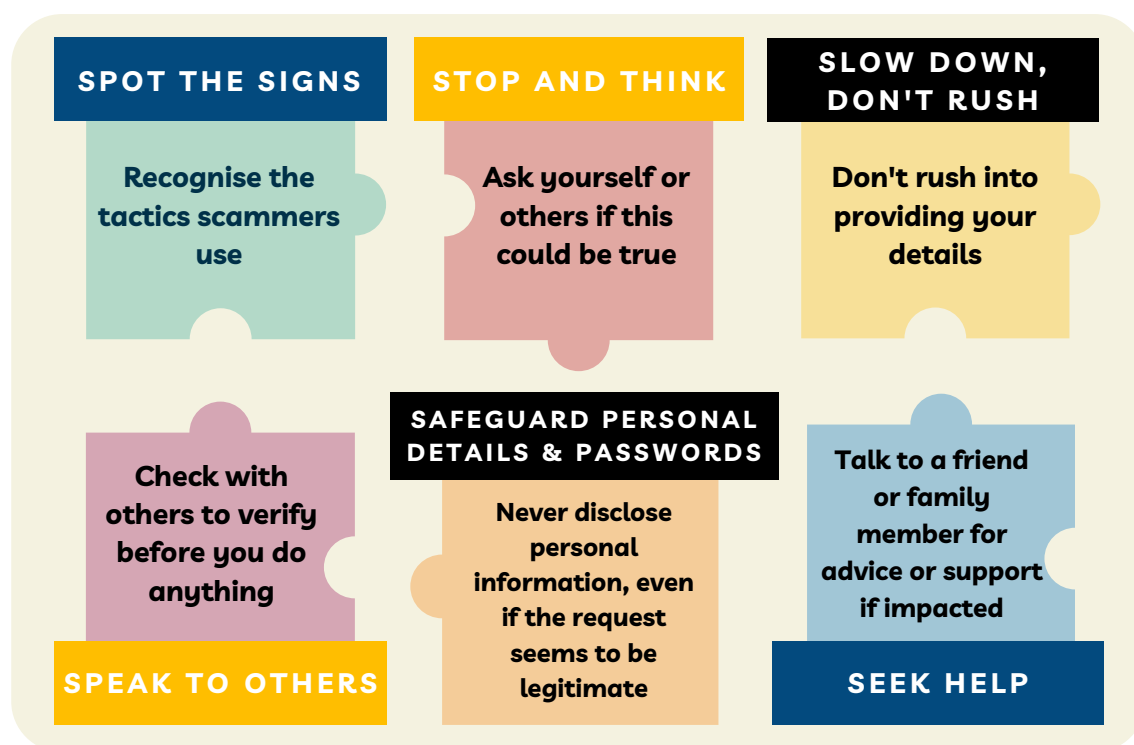 SPOT THE SIGNS
Recognise the
tactics scammers
use
STOP AND THINK
Ask yourself or
others if this
could be true
SLOW DOWN,
DON'T RUSH
Don't rush into
providing your
details
Check with
others to verify
before you do
anything
SPEAK TO OTHERS
SAFEGUARD PERSONAL
DETAILS & PASSWORDS
Never disclose
personal
information, even
if the request
seems to be
legitimate
Talk to a friend
or family
member for
advice or support
if impacted
SEEK HELP